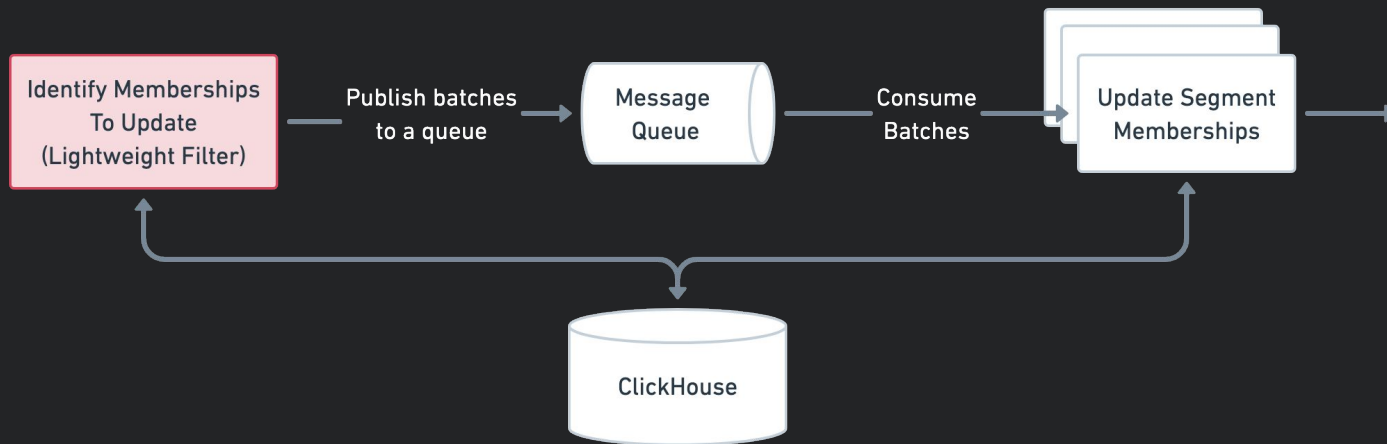 Identify Memberships
To Update
(Lightweight Filter)
Publish batches
to a queue
Message
Queue
Consume
Batches
Update Segment
Memberships
ClickHouse